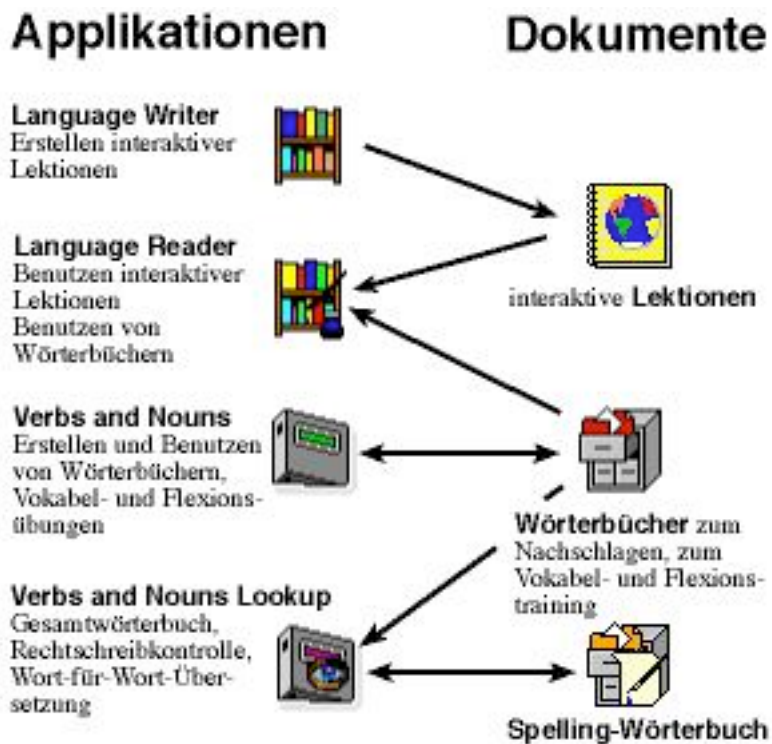 Applikationen
Dokumente
Language Writer
Erstellen interaktiver
Lektionen
Language Reader
Benutzen interaktiver
Lektionen
Benutzen von
Wörterbüchern
interaktive Lektionen
Verbs and Nouns
Erstellen und Benutzen
von Wörterbüchern,
Vokabel- und Flexions-
übungen
Wörterbücher zum
Nachschlagen, zum
Vokabel- und Flexions-
training
Verbs and Nouns Lookup
Gesamtwörterbuch,
Rechtschreibkontrolle,
Wort-für-Wort-Über-
setzung
Spelling-Wörterbuch